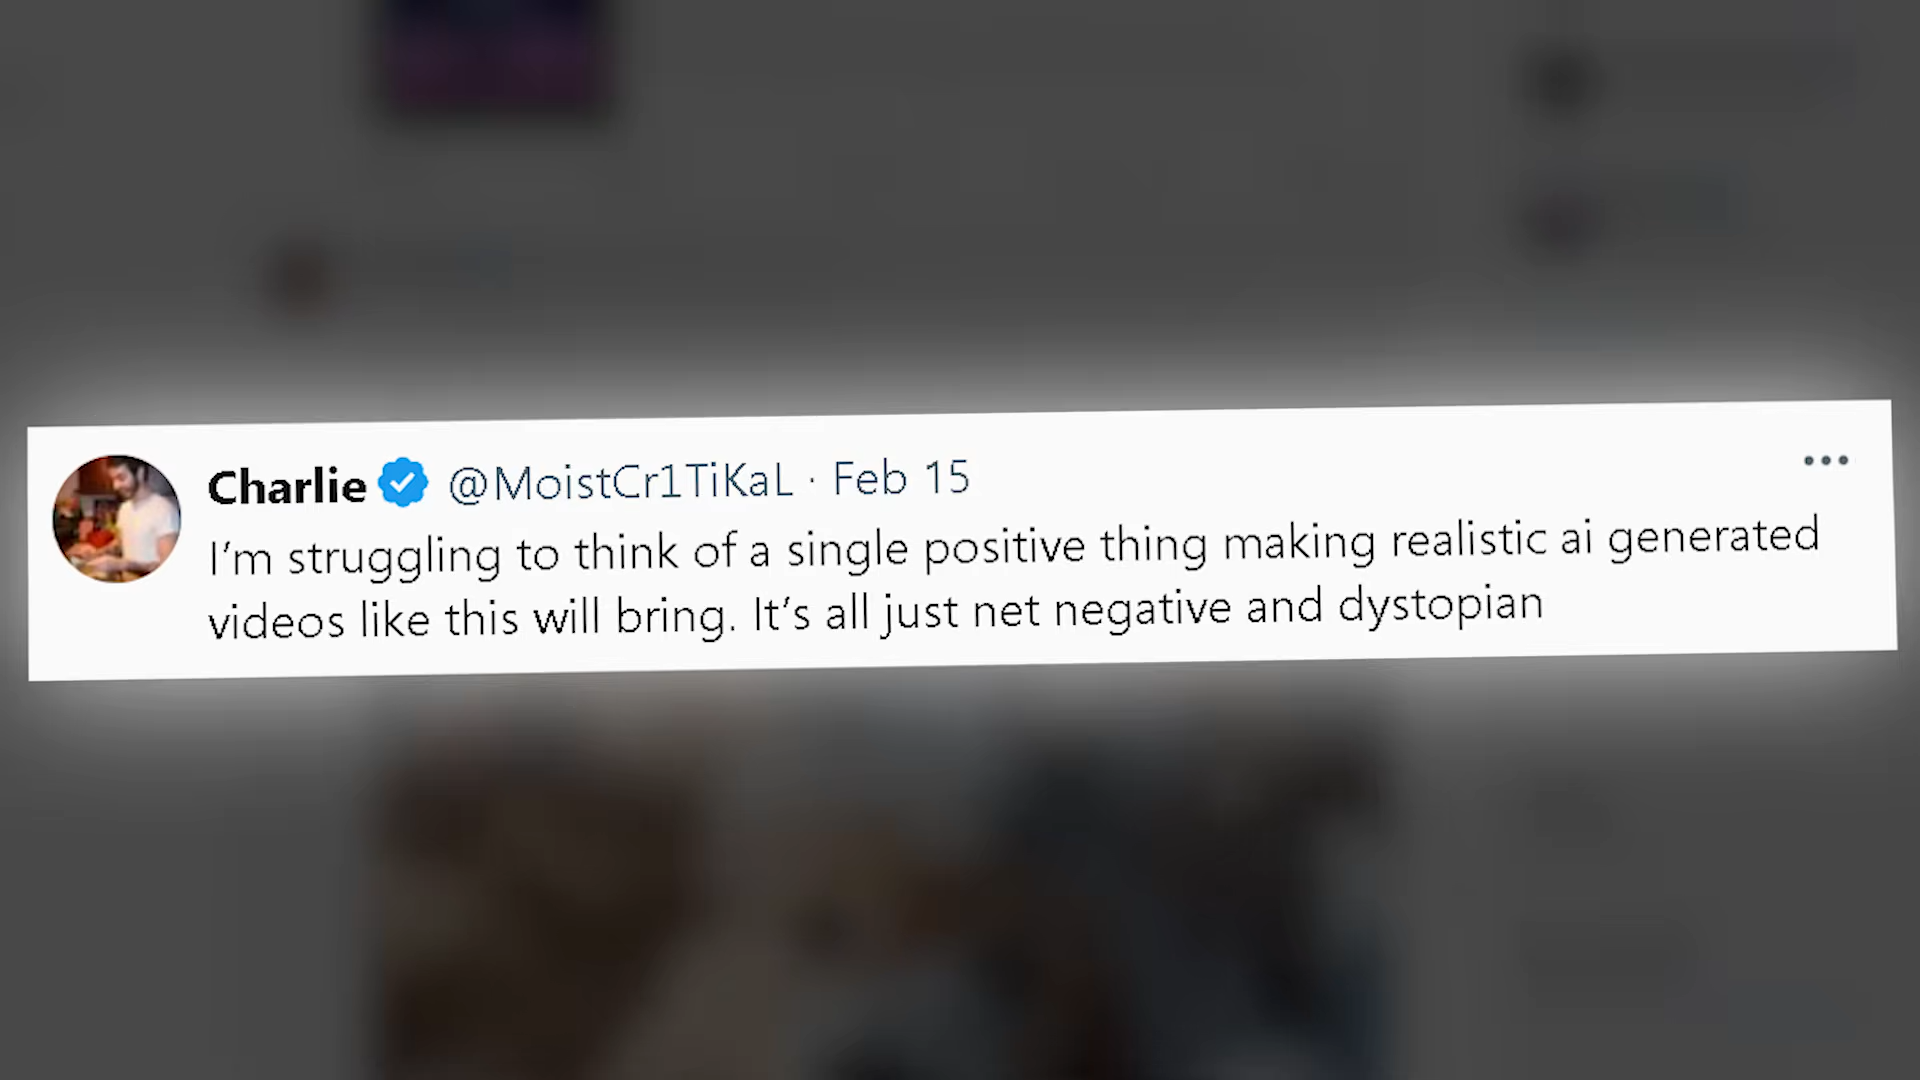 Charlie @MoistCr1TiKaL · Feb 15
I’m struggling to think of a single positive thing making realistic ai generated
videos like this will bring. It’s all just net negative and dystopian